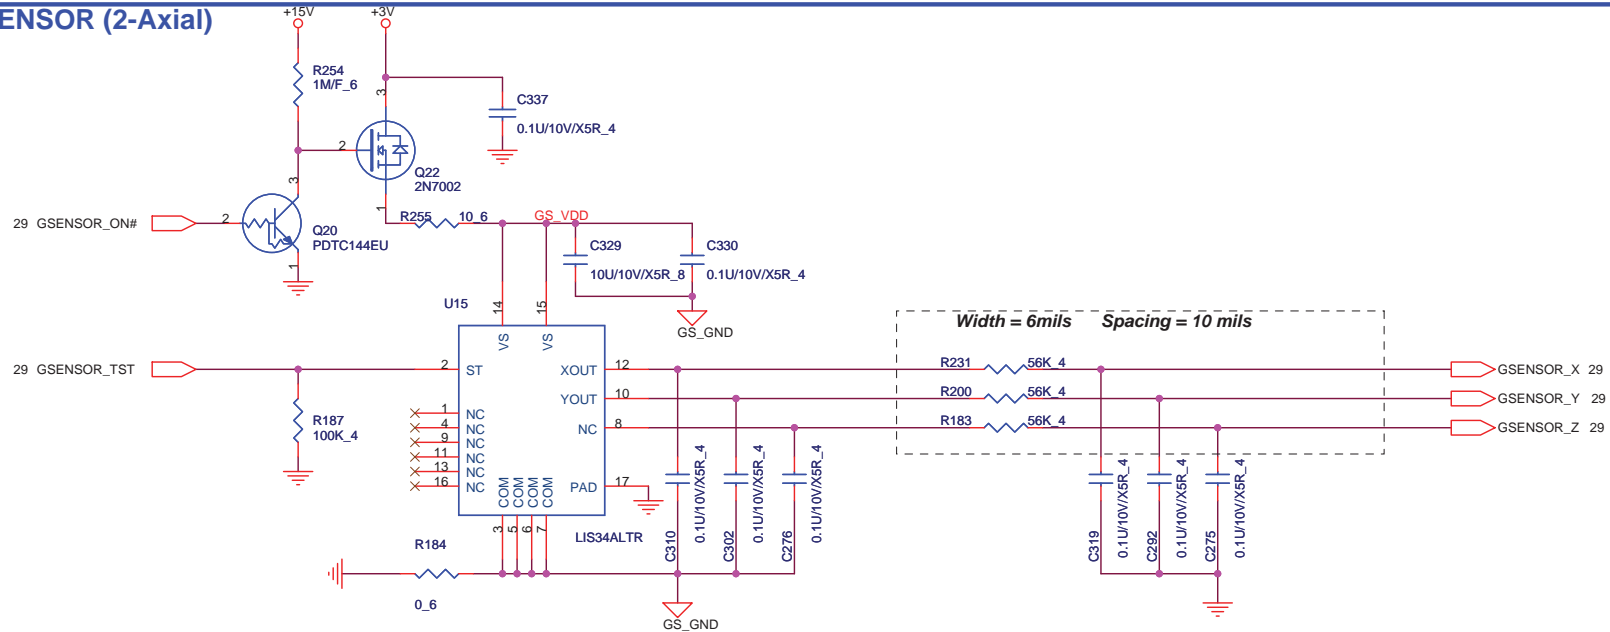 ENSOR (2-Axial)
+15V
+3V
R254
1M/F_6
3
C337
0.1U/10V/X5R_4
2
Q22
2N7002
3
1
29 GSENSOR_ON#
2
Q20
PDTC144EU
1
R255
10_6
GS_VDD
C329
10U/10V/X5R_8
C330
0.1U/10V/X5R_4
GS_GND
U15
14
15
VS
VS
Width = 6mils Spacing = 10 mils
29 GSENSOR_TST
2
ST
XOUT
12
R231
56K_4
GSENSOR_X 29
YOUT
10
R200
56K_4
GSENSOR_Y 29
1
NC
R187
100K_4
4
NC
NC
8
R183
56K_4
GSENSOR_Z 29
9
NC
11
NC
13
NC
16
NC
PAD
17
COM
COM
COM
COM
3
5
6
7
LIS34ALTR
C310
0.1U/10V/X5R_4
C302
0.1U/10V/X5R_4
C276
0.1U/10V/X5R_4
C319
0.1U/10V/X5R_4
C292
0.1U/10V/X5R_4
C275
0.1U/10V/X5R_4
R184
0_6
GS_GND